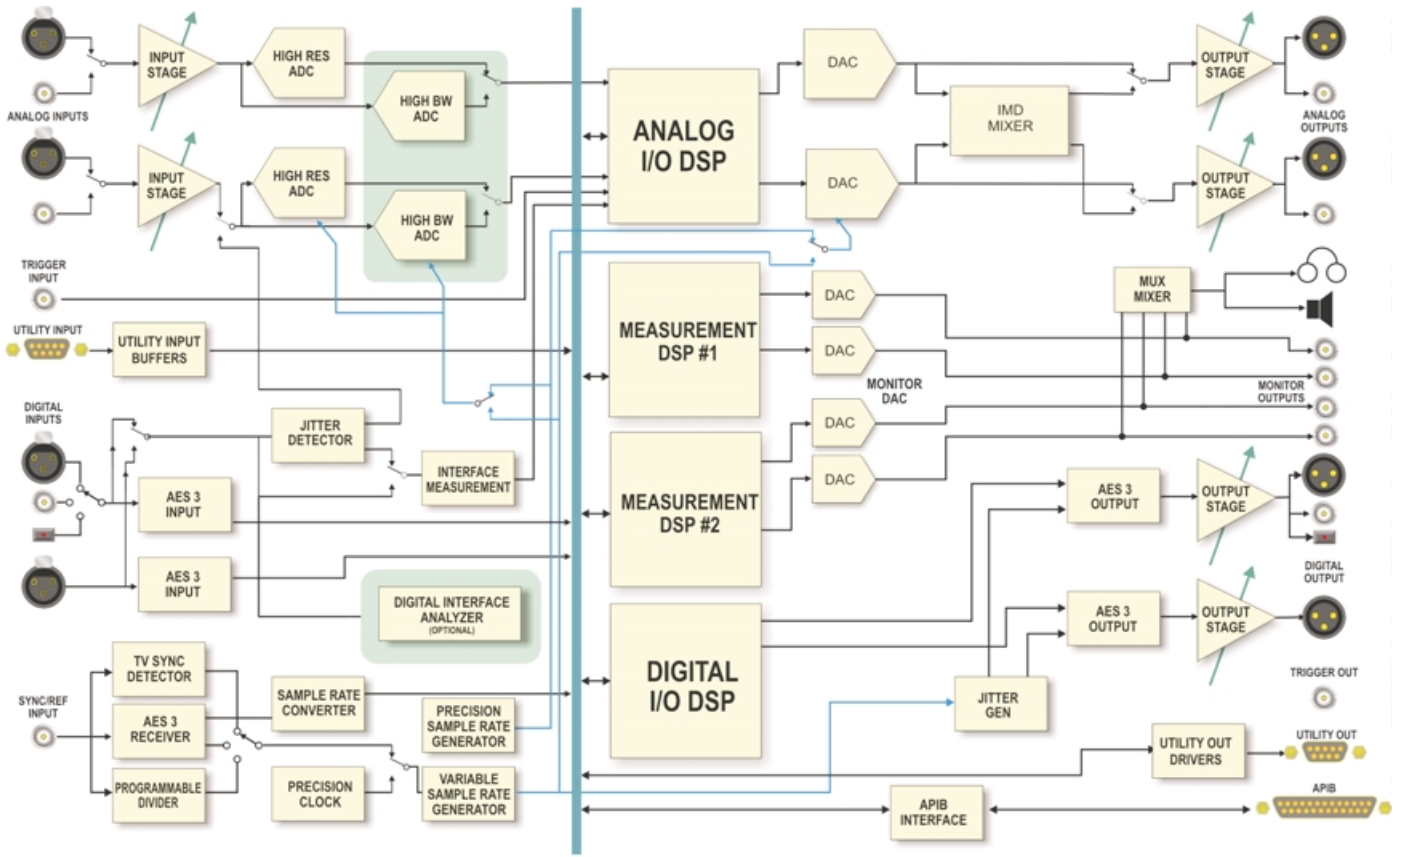 ANALOG INPUTS
INPUT
STAGE
HIGH RES
ADC
HIGH BW
ADC
INPUT
STAGE
HIGH RES
ADC
HIGH BW
ADC
TRIGGER
INPUT
UTILITY INPUT
UTILITY INPUT
BUFFERS
DIGITAL
INPUTS
JITTER
DETECTOR
INTERFACE
MEASUREMENT
AES 3
INPUT
AES 3
INPUT
DIGITAL INTERFACE
ANALYZER
(OPTIONAL)
SYNC/REF
INPUT
TV SYNC
DETECTOR
AES 3
RECEIVER
PROGRAMMABLE
DIVIDER
SAMPLE RATE
CONVERTER
PRECISION
CLOCK
PRECISION
SAMPLE RATE
GENERATOR
VARIABLE
SAMPLE RATE
GENERATOR
ANALOG
I/O DSP
MEASUREMENT
DSP #1
MEASUREMENT
DSP #2
DIGITAL
I/O DSP
DAC
DAC
IMD
MIXER
OUTPUT
STAGE
OUTPUT
STAGE
ANALOG
OUTPUTS
DAC
DAC
DAC
DAC
MONITOR
DAC
MUX
MIXER
MONITOR
OUTPUTS
AES 3
OUTPUT
AES 3
OUTPUT
OUTPUT
STAGE
OUTPUT
STAGE
DIGITAL
OUTPUT
JITTER
GEN
TRIGGER OUT
UTILITY OUT
DRIVERS
UTILITY OUT
APIB
INTERFACE
APIB